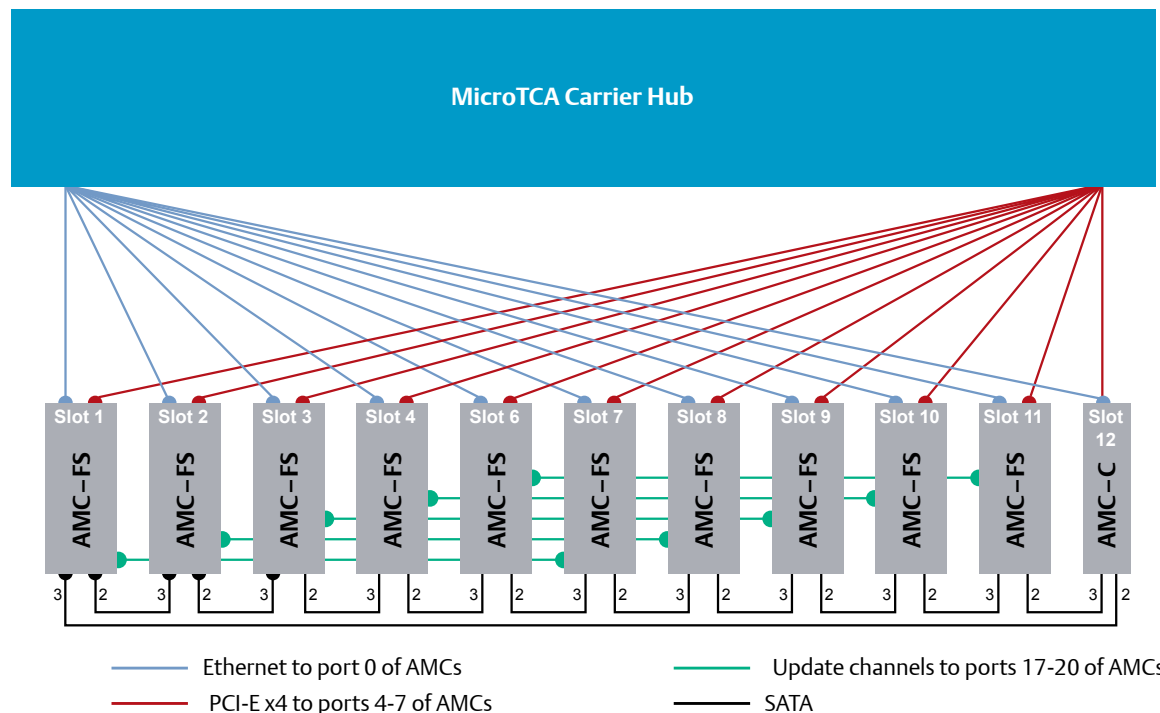 MicroTCA Carrier Hub
Slot 1
Slot 2
Slot 3
Slot 4
Slot 6
Slot 7
Slot 8
Slot 9
Slot 10
Slot 11
Slot
12
AMC–FS
AMC–FS
AMC–FS
AMC–FS
AMC–FS
AMC–FS
AMC–FS
AMC–FS
AMC–FS
AMC–FS
AMC–C
3 2 3 2 3 2 3 2 3 2 3 2 3 2 3 2 3 2 3 2 3 2
Ethernet to port 0 of AMCs
Update channels to ports 17-20 of AMCs
PCI-E x4 to ports 4-7 of AMCs
SATA